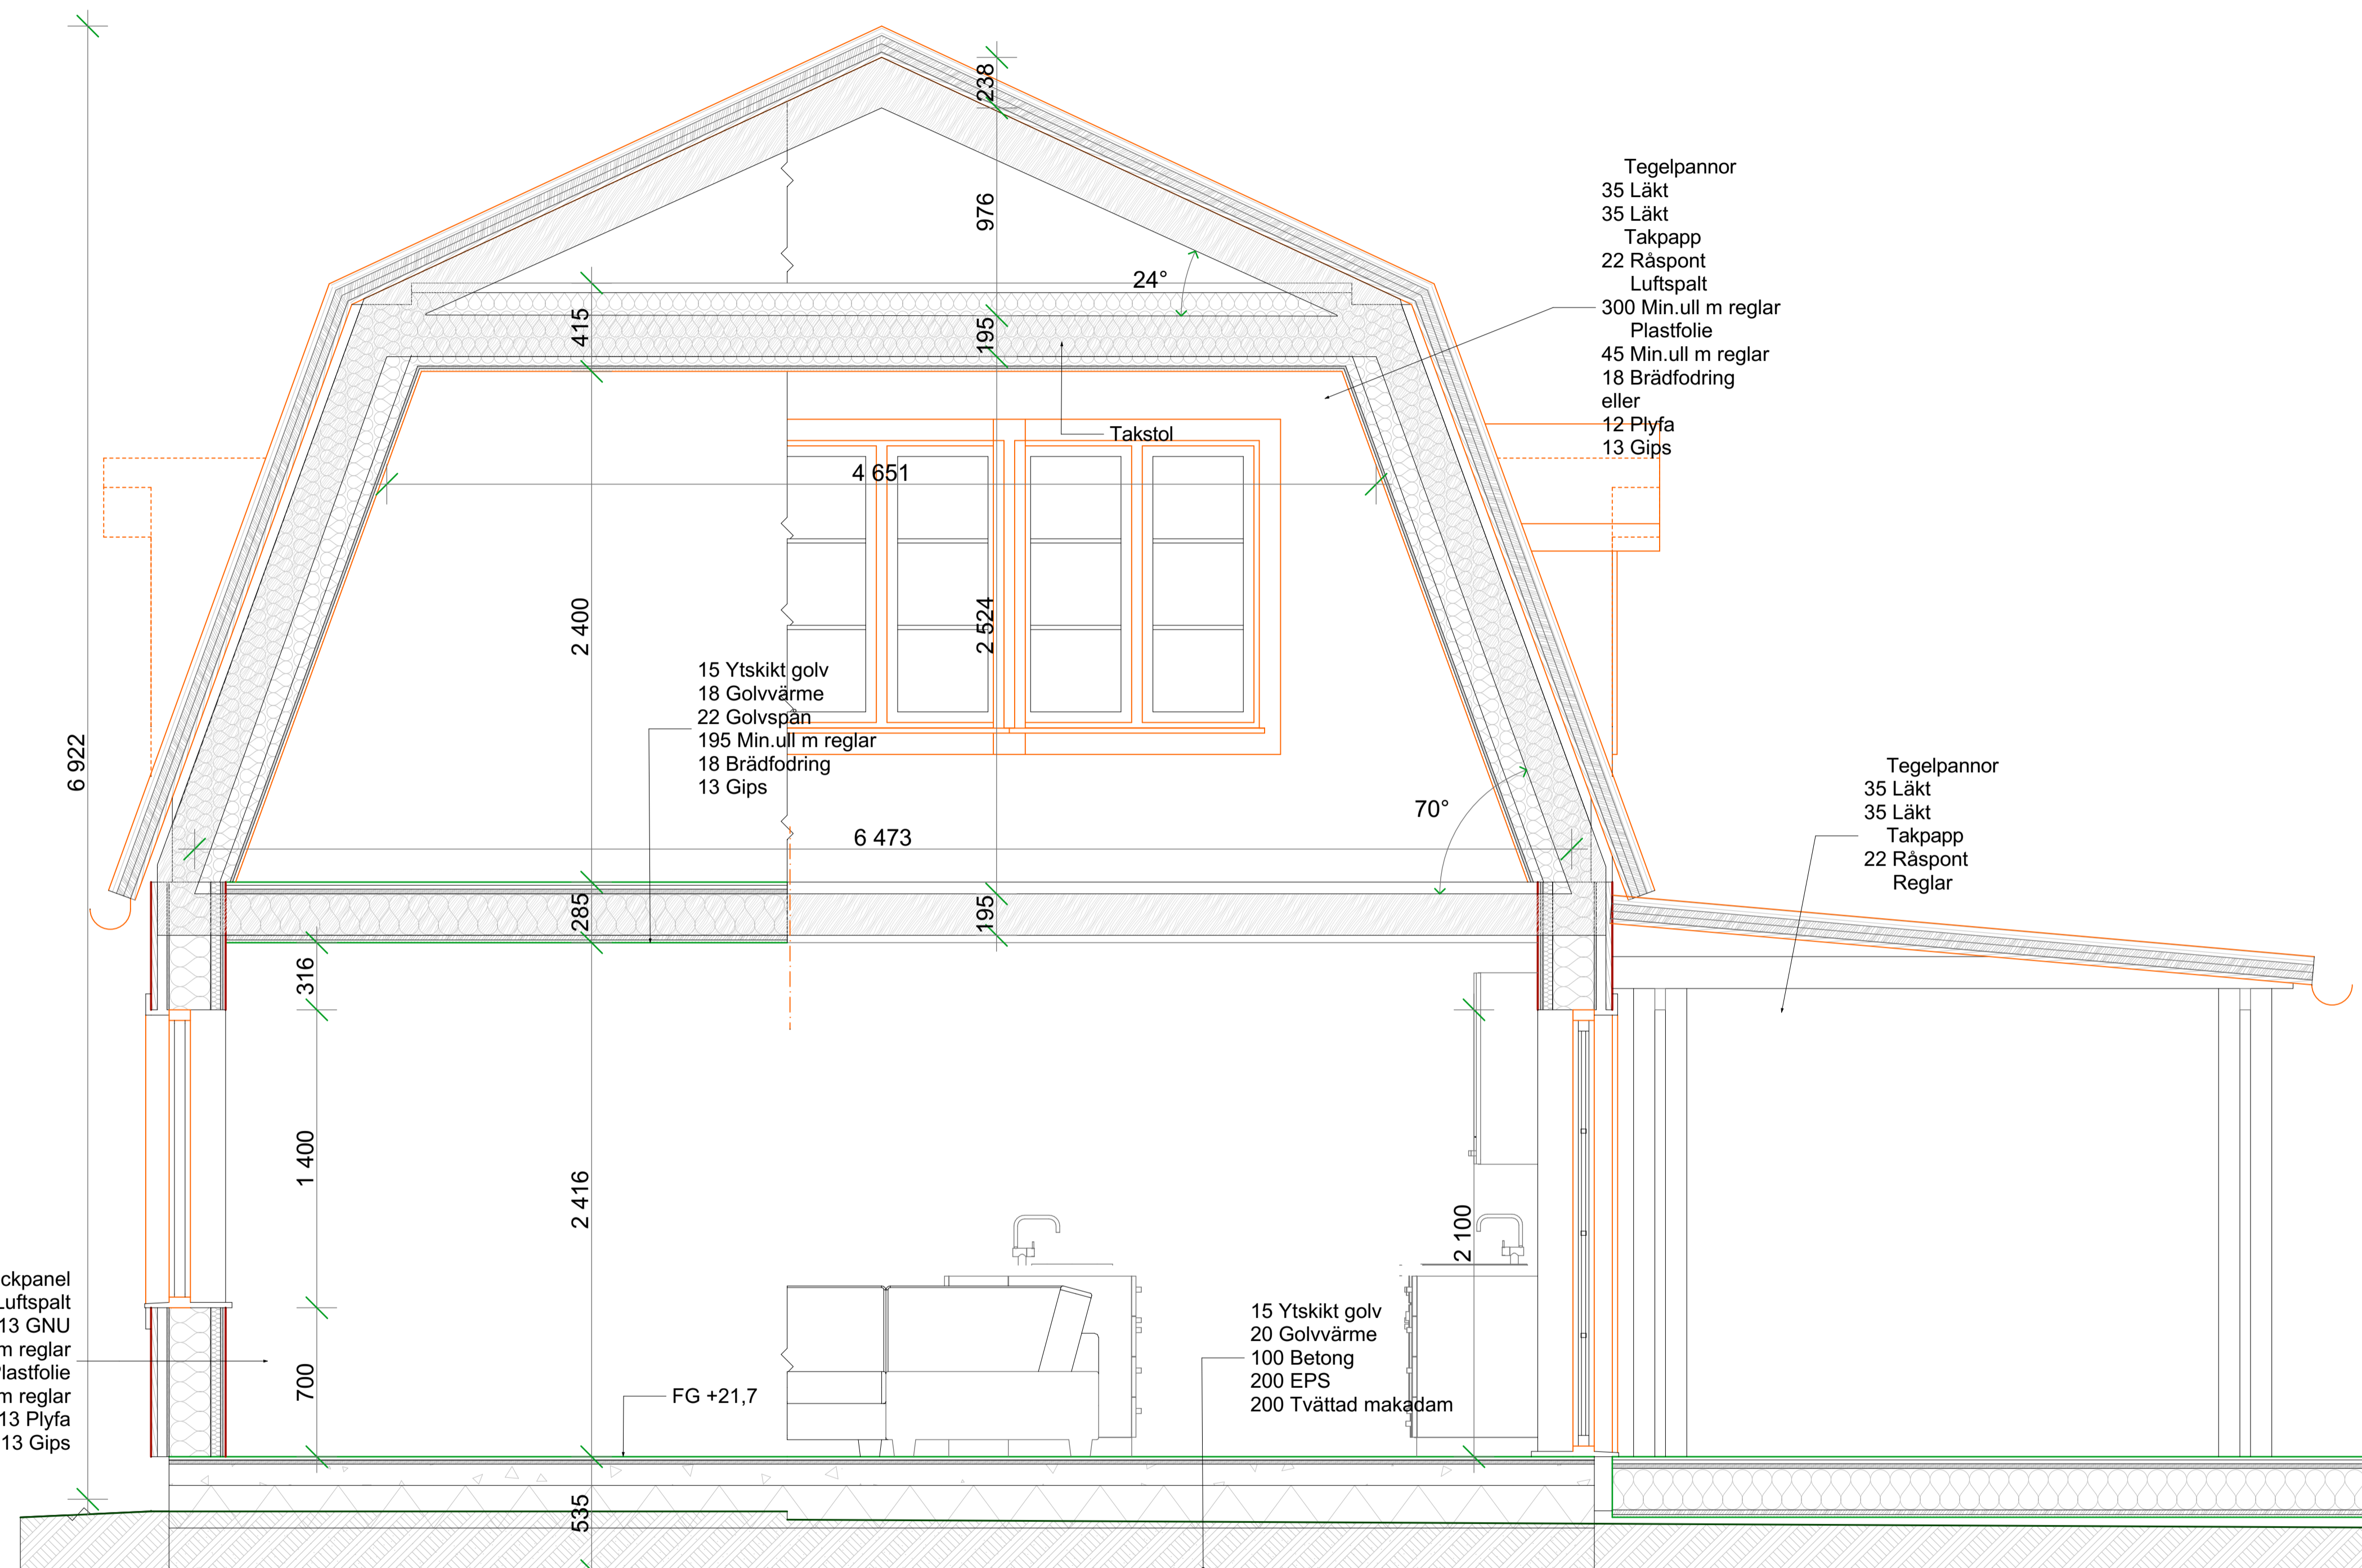 238
Tegelpannor
35 Läkt
35 Läkt
Takpapp
22 Råspont
Luftspalt
300 Min.ull m reglar
Plastfolie
45 Min.ull m reglar
18 Brädfodring
eller
12 Plyfa
13 Gips
976
24°
415
195
Takstol
4 651
2 400
2 524
15 Ytskikt golv
18 Golvvärme
22 Golvspån
195 Min.ull m reglar
18 Brädfodring
13 Gips
6 922
70°
6 473
Tegelpannor
35 Läkt
35 Läkt
Takpapp
22 Råspont
Reglar
285
195
316
1 400
2 416
2 100
ckpanel
Luftspalt
13 GNU
m reglar
Plastfolie
m reglar
13 Plyfa
13 Gips
700
FG +21,7
15 Ytskikt golv
20 Golvvärme
100 Betong
200 EPS
200 Tvättad makadam
535